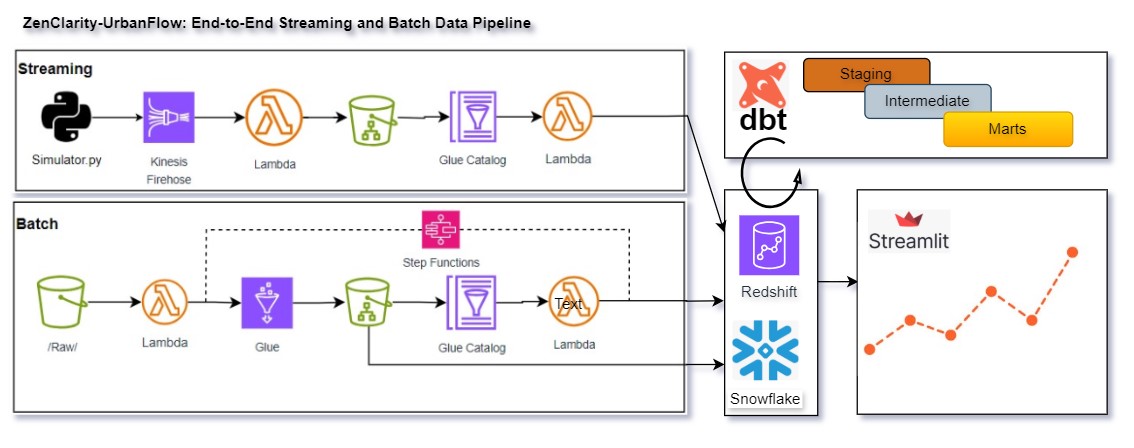 ZenClarity-UrbanFlow: End-to-End Streaming and Batch Data Pipeline
Streaming
Simulator.py
Kinesis
Firehose
Lambda
Glue Catalog
Lambda
dbt
Staging
Intermediate
Marts
Batch
Step Functions
/Raw/
Lambda
Glue
Glue Catalog
Text
Lambda
Redshift
Snowflake
Streamlit